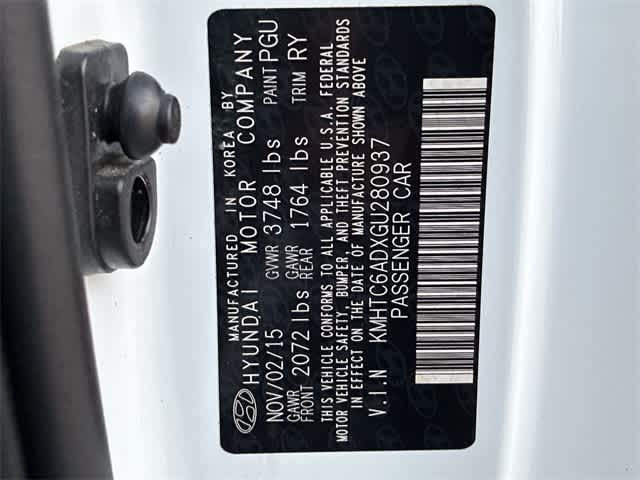 MANUFACTURED IN KOREA BY
HYUNDAI MOTOR COMPANY
NOV/02/15 GVWR 3748 lbs PAINT PGU
GAWR FRONT 2072 lbs GAWR REAR 1764 lbs TRIM RY
THIS VEHICLE CONFORMS TO ALL APPLICABLE U.S.A. FEDERAL
MOTOR VEHICLE SAFETY, BUMPER, AND THEFT PREVENTION STANDARDS
IN EFFECT ON THE DATE OF MANUFACTURE SHOWN ABOVE
V.I.N KMHTC6ADXGU280937
PASSENGER CAR